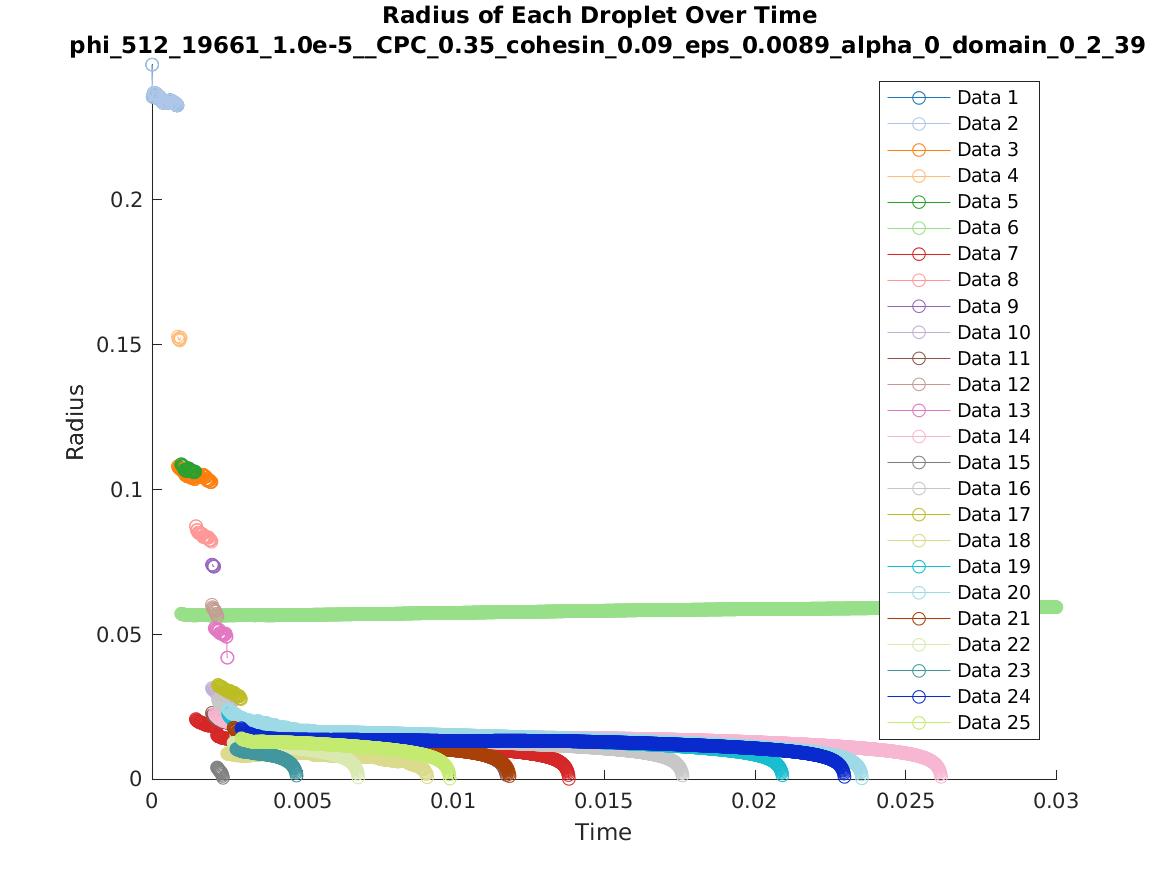 Radius of Each Droplet Over Time
phi_512_19661_1.0e-5__CPC_0.35_cohesin_0.09_eps_0.0089_alpha_0_domain_0_2_39
Data 1
Data 2
Data 3
Data 4
Data 5
Data 6
Data 7
Data 8
Data 9
Data 10
Data 11
Data 12
Data 13
Data 14
Data 15
Data 16
Data 17
Data 18
Data 19
Data 20
Data 21
Data 22
Data 23
Data 24
Data 25
0.2
0.15
0.1
0.05
0
Radius
0 0.005 0.01 0.015 0.02 0.025 0.03
Time